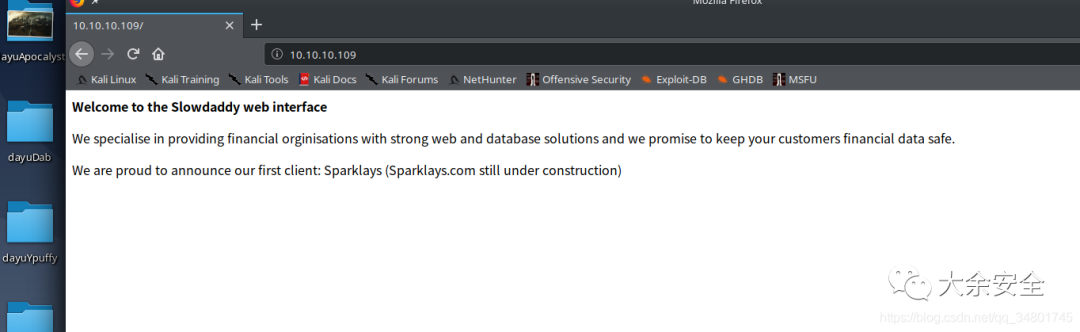 Mozilla Firefox
10.10.10.109/
10.10.10.109
Kali Linux Kali Training Kali Tools Kali Docs Kali Forums NetHunter Offensive Security Exploit-DB GHDB MSFU
ayuApocalyst
dayuDab
dayuYpuffy
Welcome to the Slowdaddy web interface
We specialise in providing financial orginisations with strong web and database solutions and we promise to keep your customers financial data safe.
We are proud to announce our first client: Sparklays (Sparklays.com still under construction)
大余安全
https://blog.csdn.net/qq_34801745